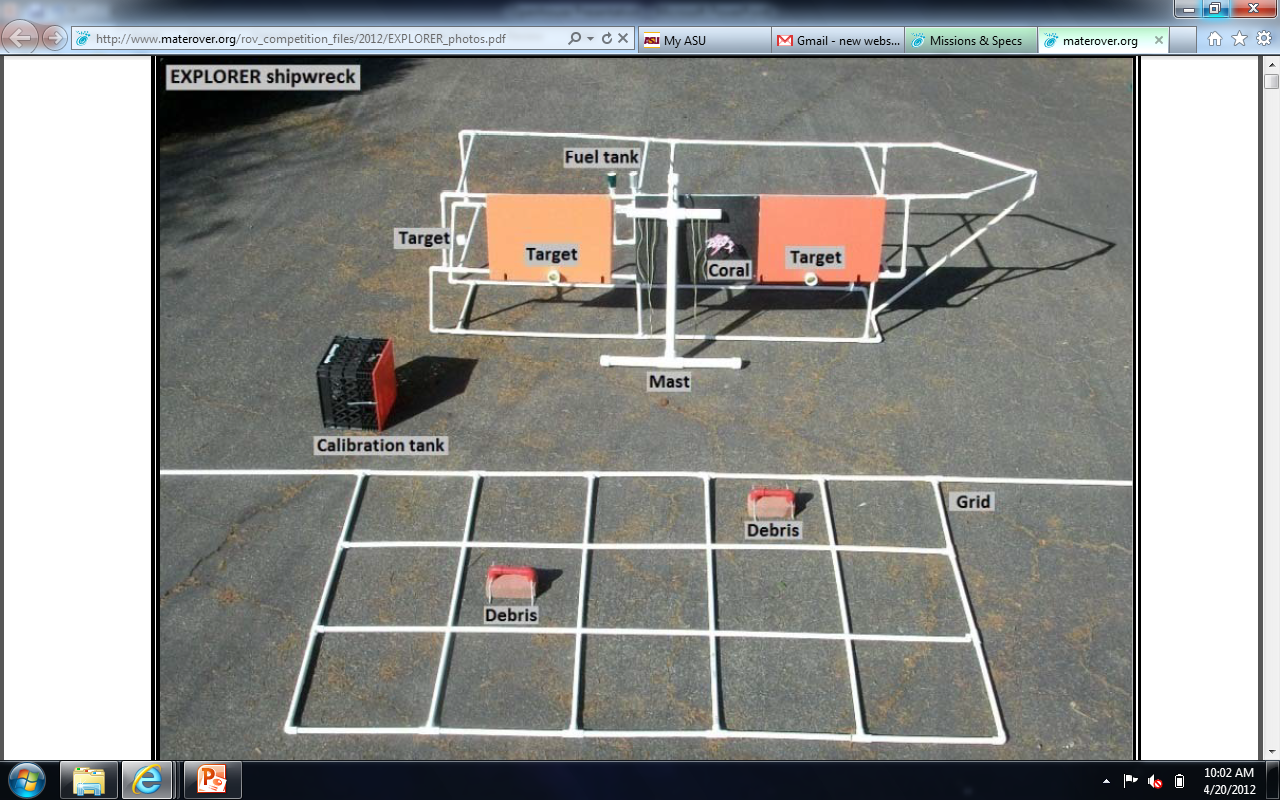 http://www.materover.org/rov_competition_files/2012/EXPLORER_photos.pdf
ASU My ASU
Gmail - new webs...
Missions & Specs
materover.org
EXPLORER shipwreck
Fuel tank
Target
Target
Coral
Target
Mast
Calibration tank
Grid
Debris
Debris
10:02 AM
4/20/2012